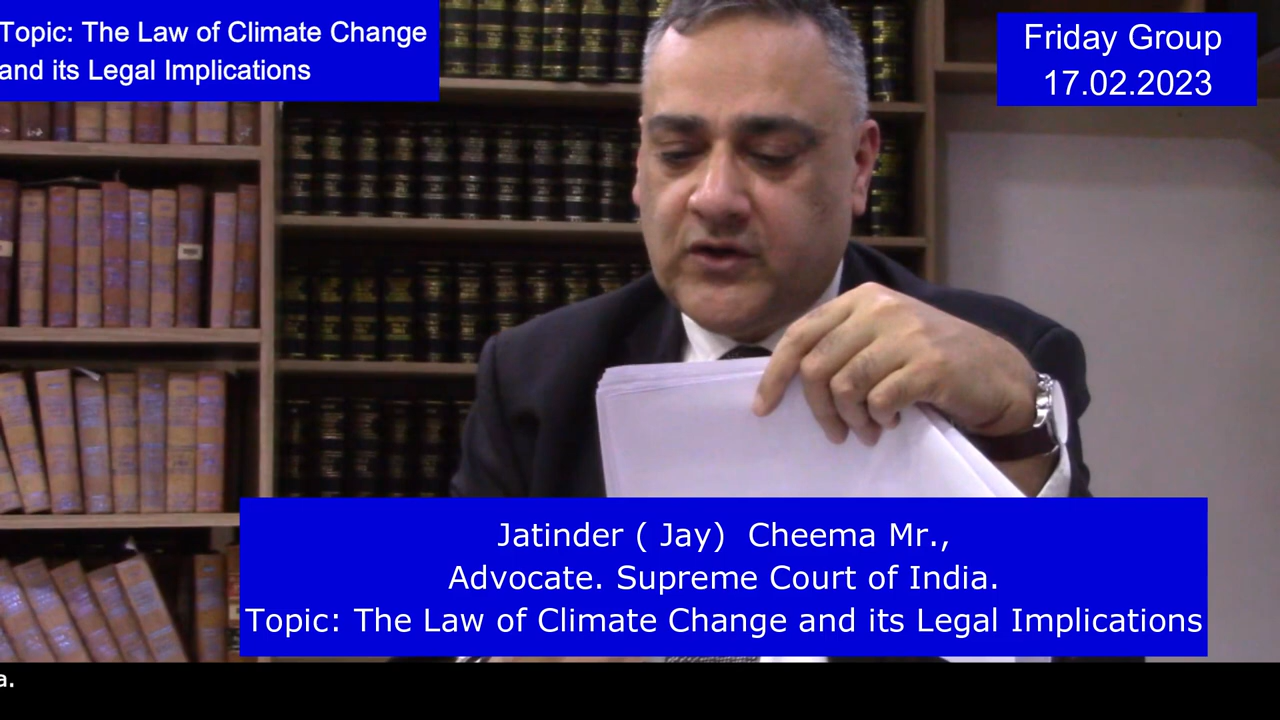 Topic: The Law of Climate Change
and its Legal Implications
Friday Group
17.02.2023
Jatinder ( Jay)  Cheema Mr.,
Advocate. Supreme Court of India.
Topic: The Law of Climate Change and its Legal Implications
a.